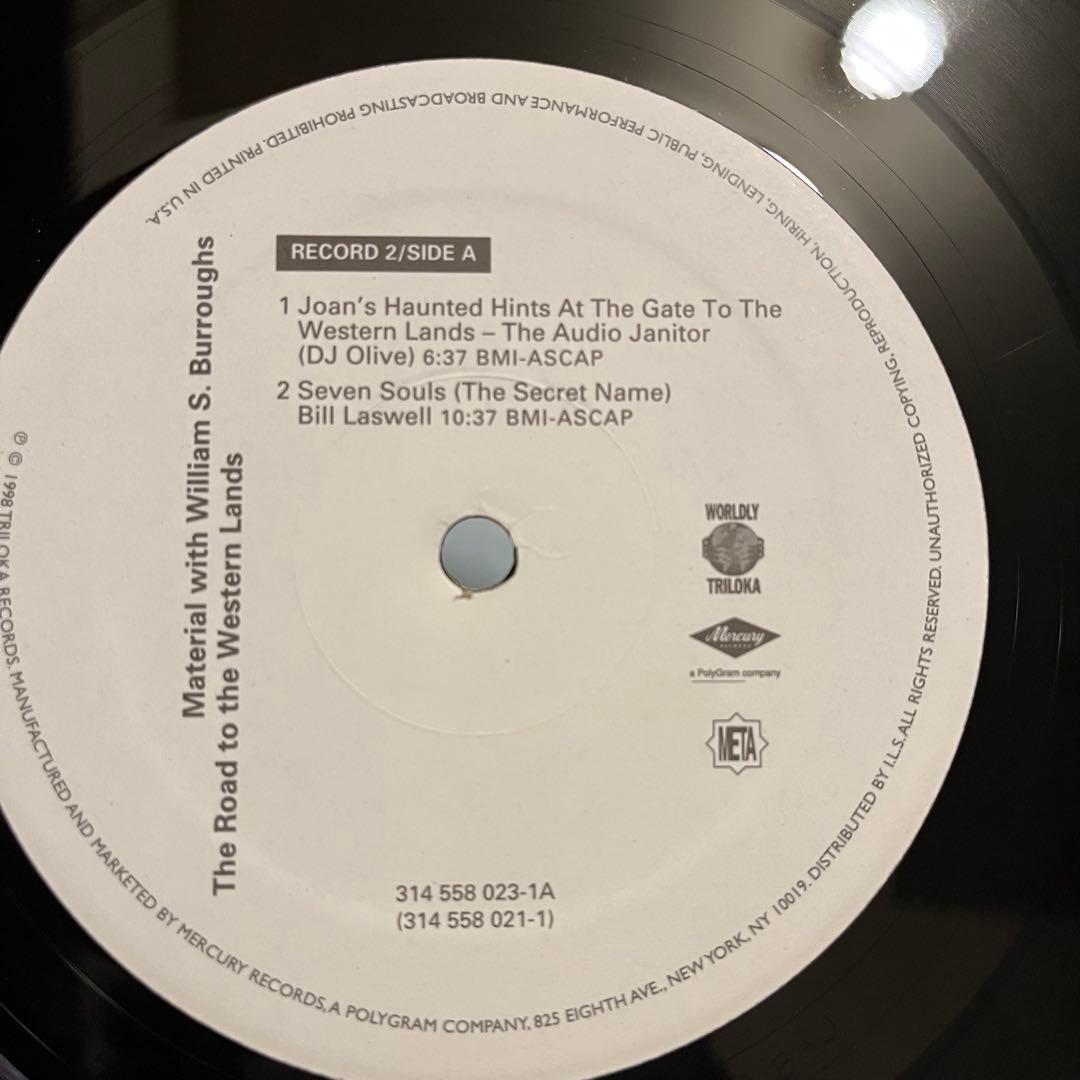 RECORD 2/SIDE A
1 Joan's Haunted Hints At The Gate To The
Western Lands – The Audio Janitor
(DJ Olive) 6:37 BMI-ASCAP
2 Seven Souls (The Secret Name)
Bill Laswell 10:37 BMI-ASCAP
Material with William S. Burroughs
The Road to the Western Lands
WORLDLY
TRILOKA
Mercury
RECORDS
a PolyGram company
META
314 558 023-1A
(314 558 021-1)
℗ © 1998 TRILOKA RECORDS. MANUFACTURED AND MARKETED BY MERCURY RECORDS, A POLYGRAM COMPANY, 825 EIGHTH AVE., NEW YORK, NY 10019. DISTRIBUTED BY I.L.S. ALL RIGHTS RESERVED. UNAUTHORIZED COPYING, REPRODUCTION, HIRING, LENDING, PUBLIC PERFORMANCE AND BROADCASTING PROHIBITED. PRINTED IN U.S.A.